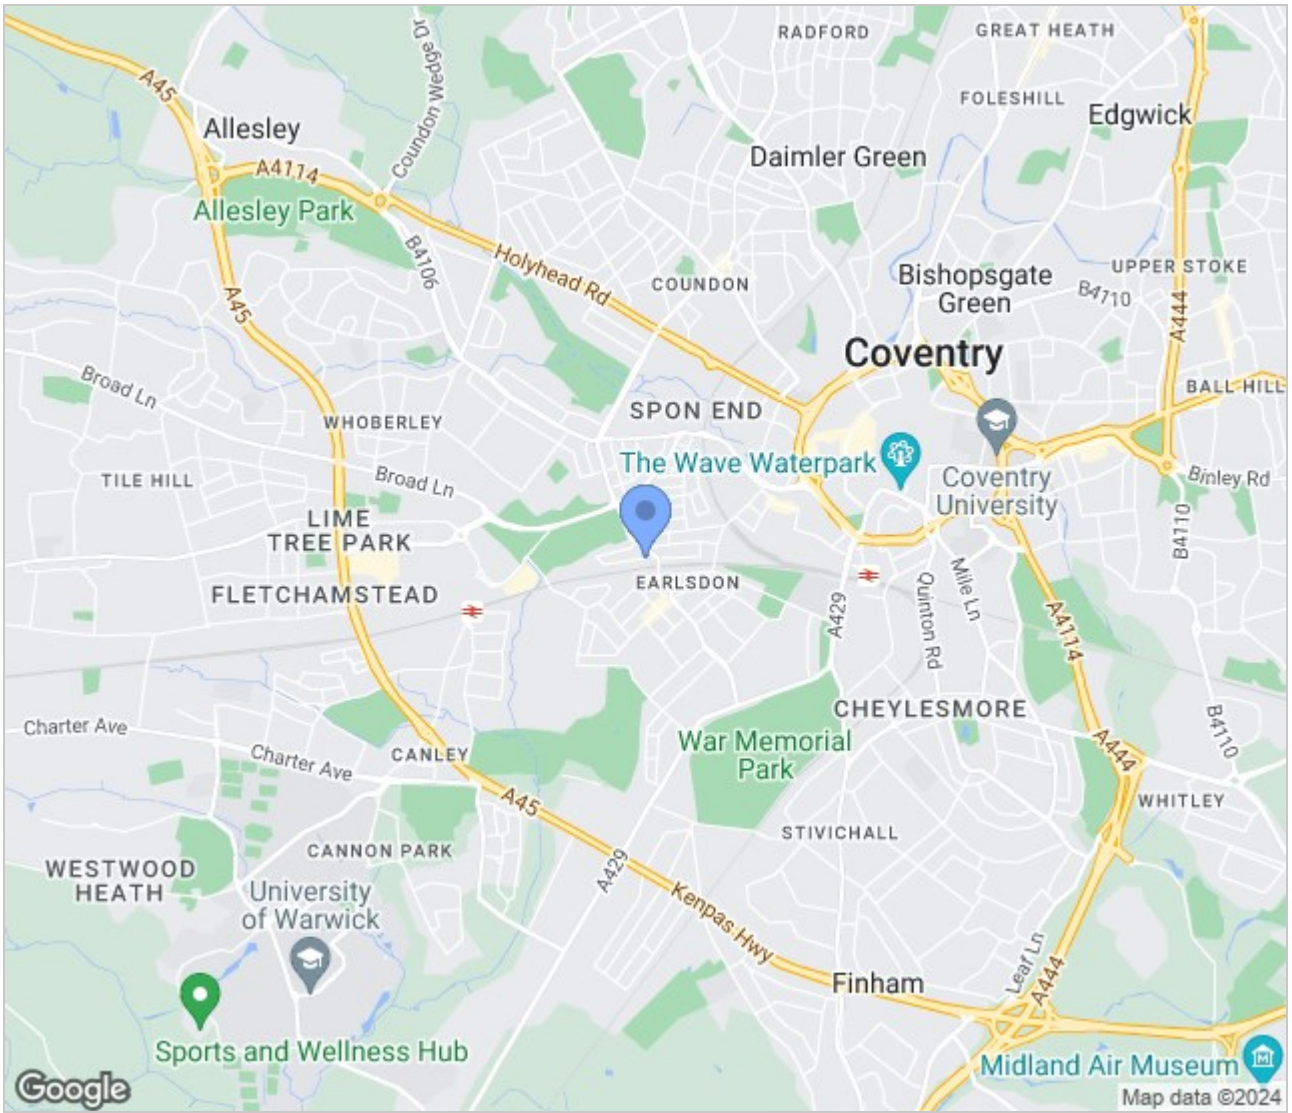 RADFORD
GREAT HEATH
Coundon Wedge Dr
A45
FOLESHILL
Edgwick
Allesley
Daimler Green
A4114
Allesley Park
B4106
Holyhead Rd
COUNDON
Bishopsgate
Green
UPPER STOKE
B4710
A45
A444
Coventry
Broad Ln
BALL HILL
SPON END
WHOBERLEY
The Wave Waterpark
Broad Ln
TILE HILL
Coventry
University
Binley Rd
LIME
TREE PARK
B4110
EARLSDON
FLETCHAMSTEAD
A429
Quinton Rd
Mile Ln
A4114
CHEYLESMORE
Charter Ave
B4110
War Memorial
Park
CANLEY
Charter Ave
A444
A45
WHITLEY
STIVICHALL
CANNON PARK
WESTWOOD
HEATH
A429
University
of Warwick
Kenpas Hwy
Leaf Ln
A444
Finham
Sports and Wellness Hub
Midland Air Museum
Google
Map data ©2024